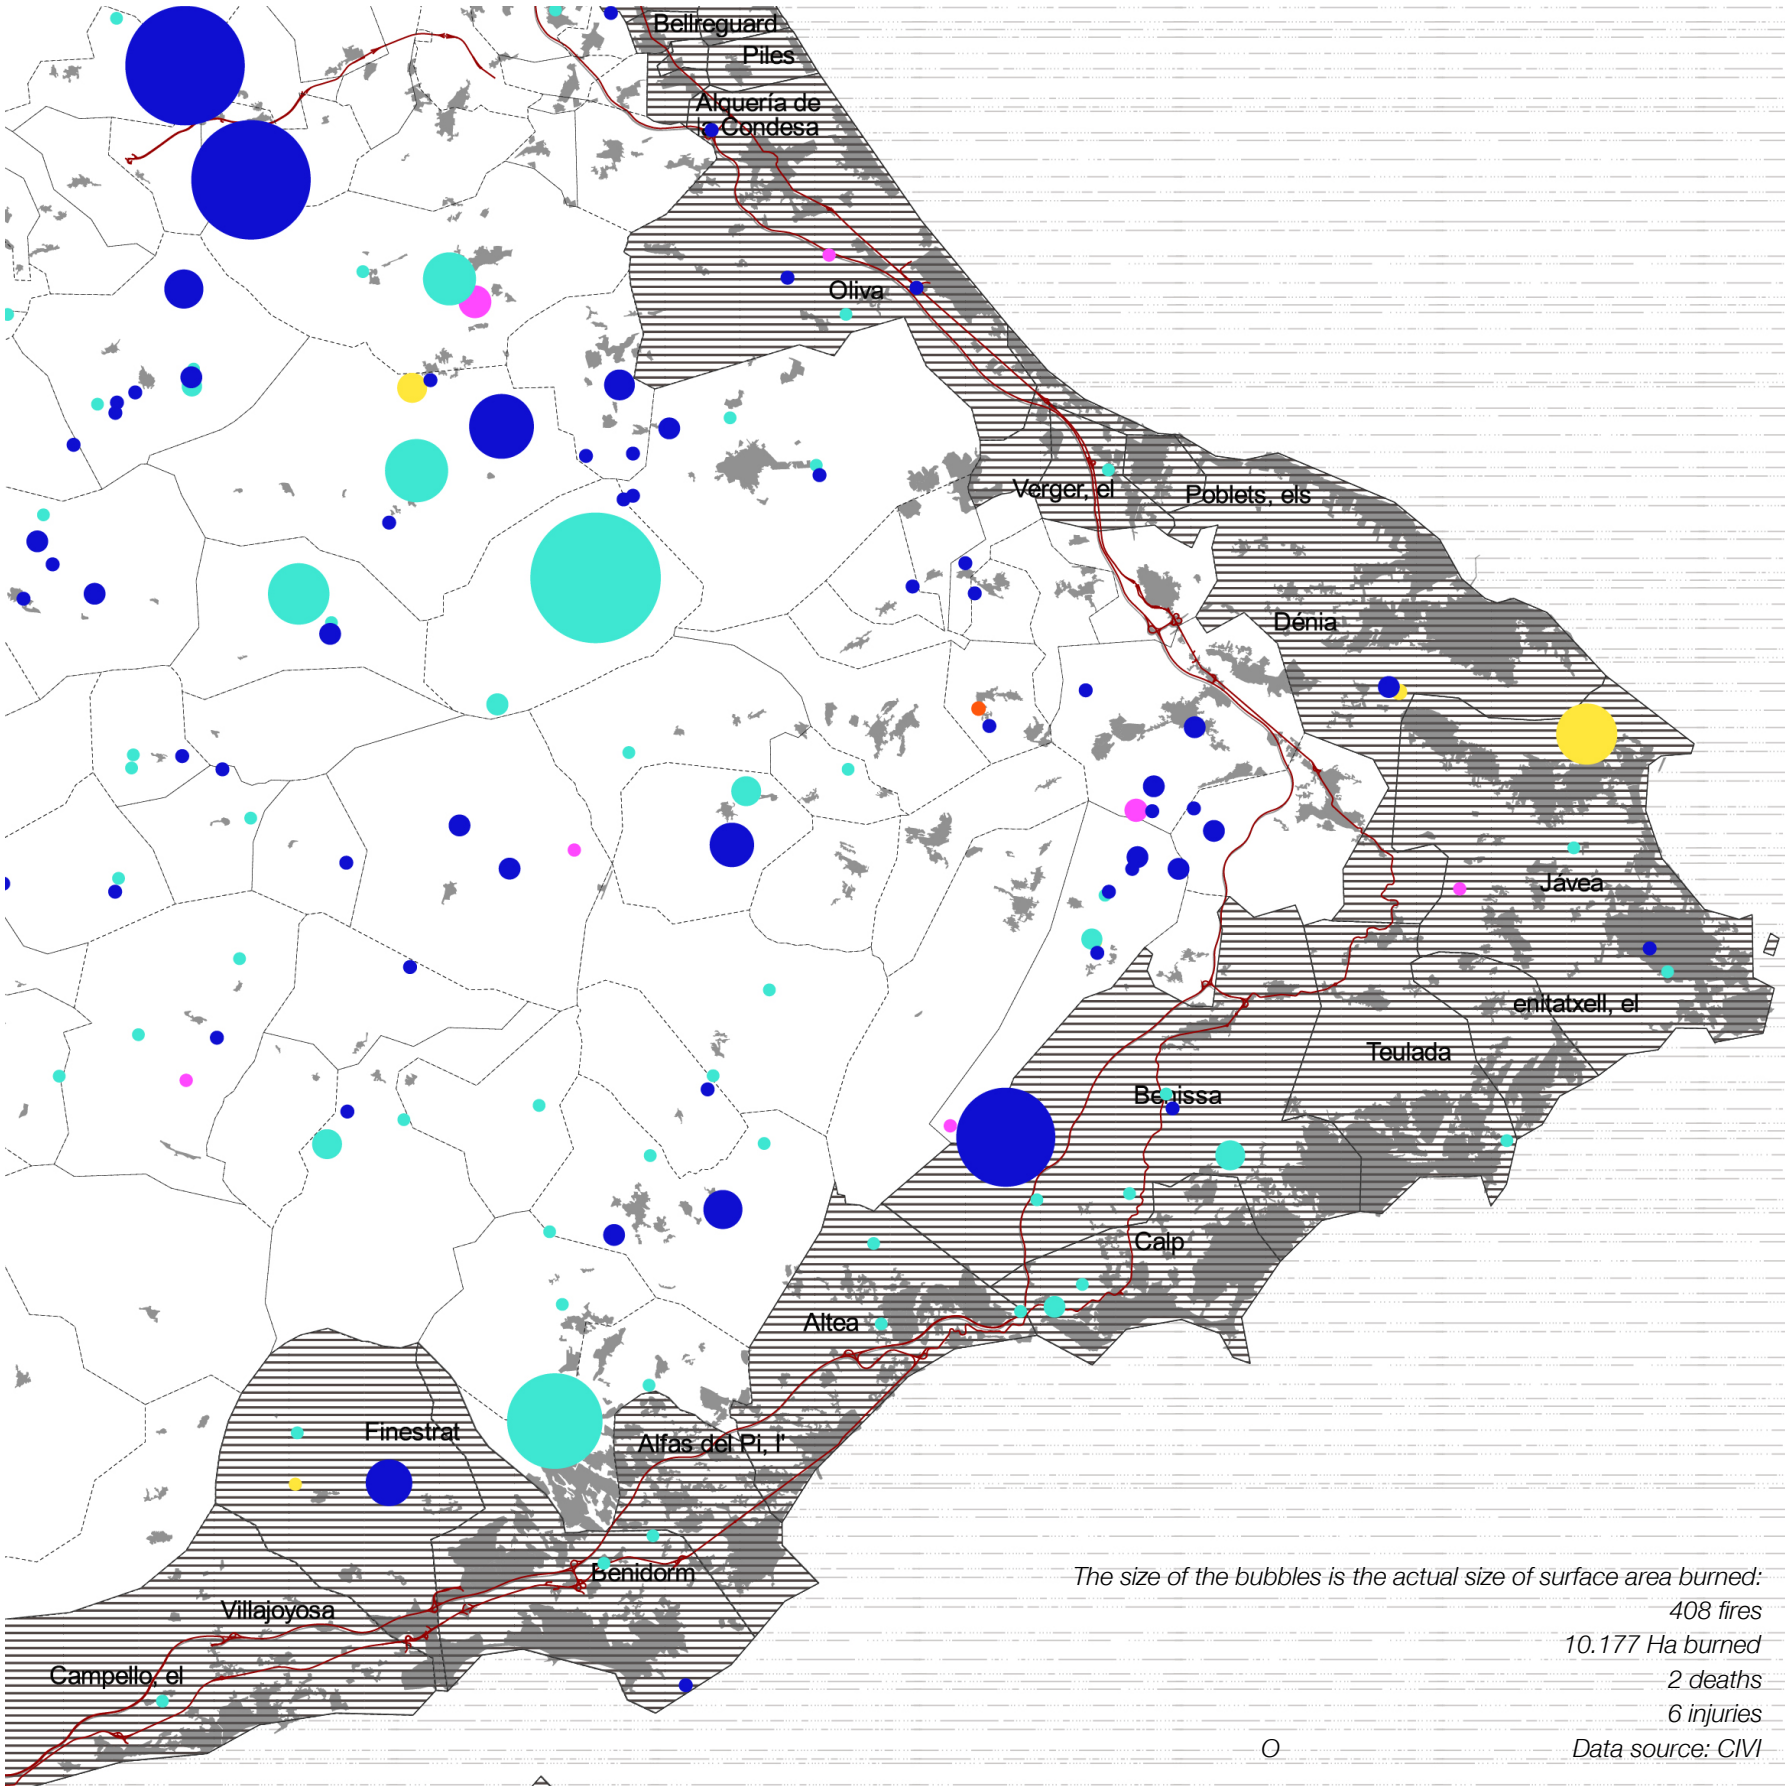 Bellreguard
Piles
Alquería de
la Condesa
Oliva
Verger, el
Poblets, els
Dénia
Jávea
enitatxell, el
Teulada
Benissa
Calp
Altea
Finestrat
Alfas del Pi, l'
Benidorm
Villajoyosa
Campello, el
The size of the bubbles is the actual size of surface area burned:
408 fires
10.177 Ha burned
2 deaths
6 injuries
O
Data source: CIVI